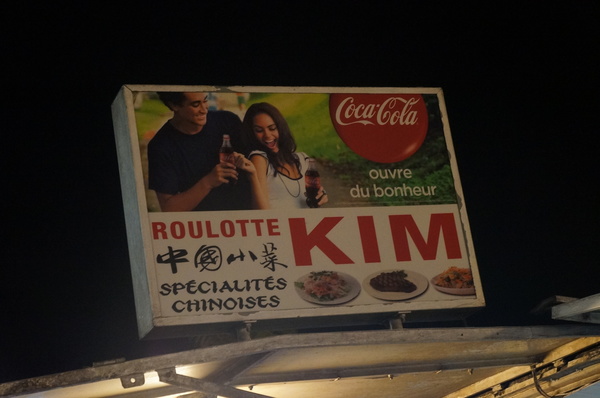 Coca-Cola
ouvre
du bonheur
ROULOTTE KIM
中國小菜
SPÉCIALITÉS
CHINOISES